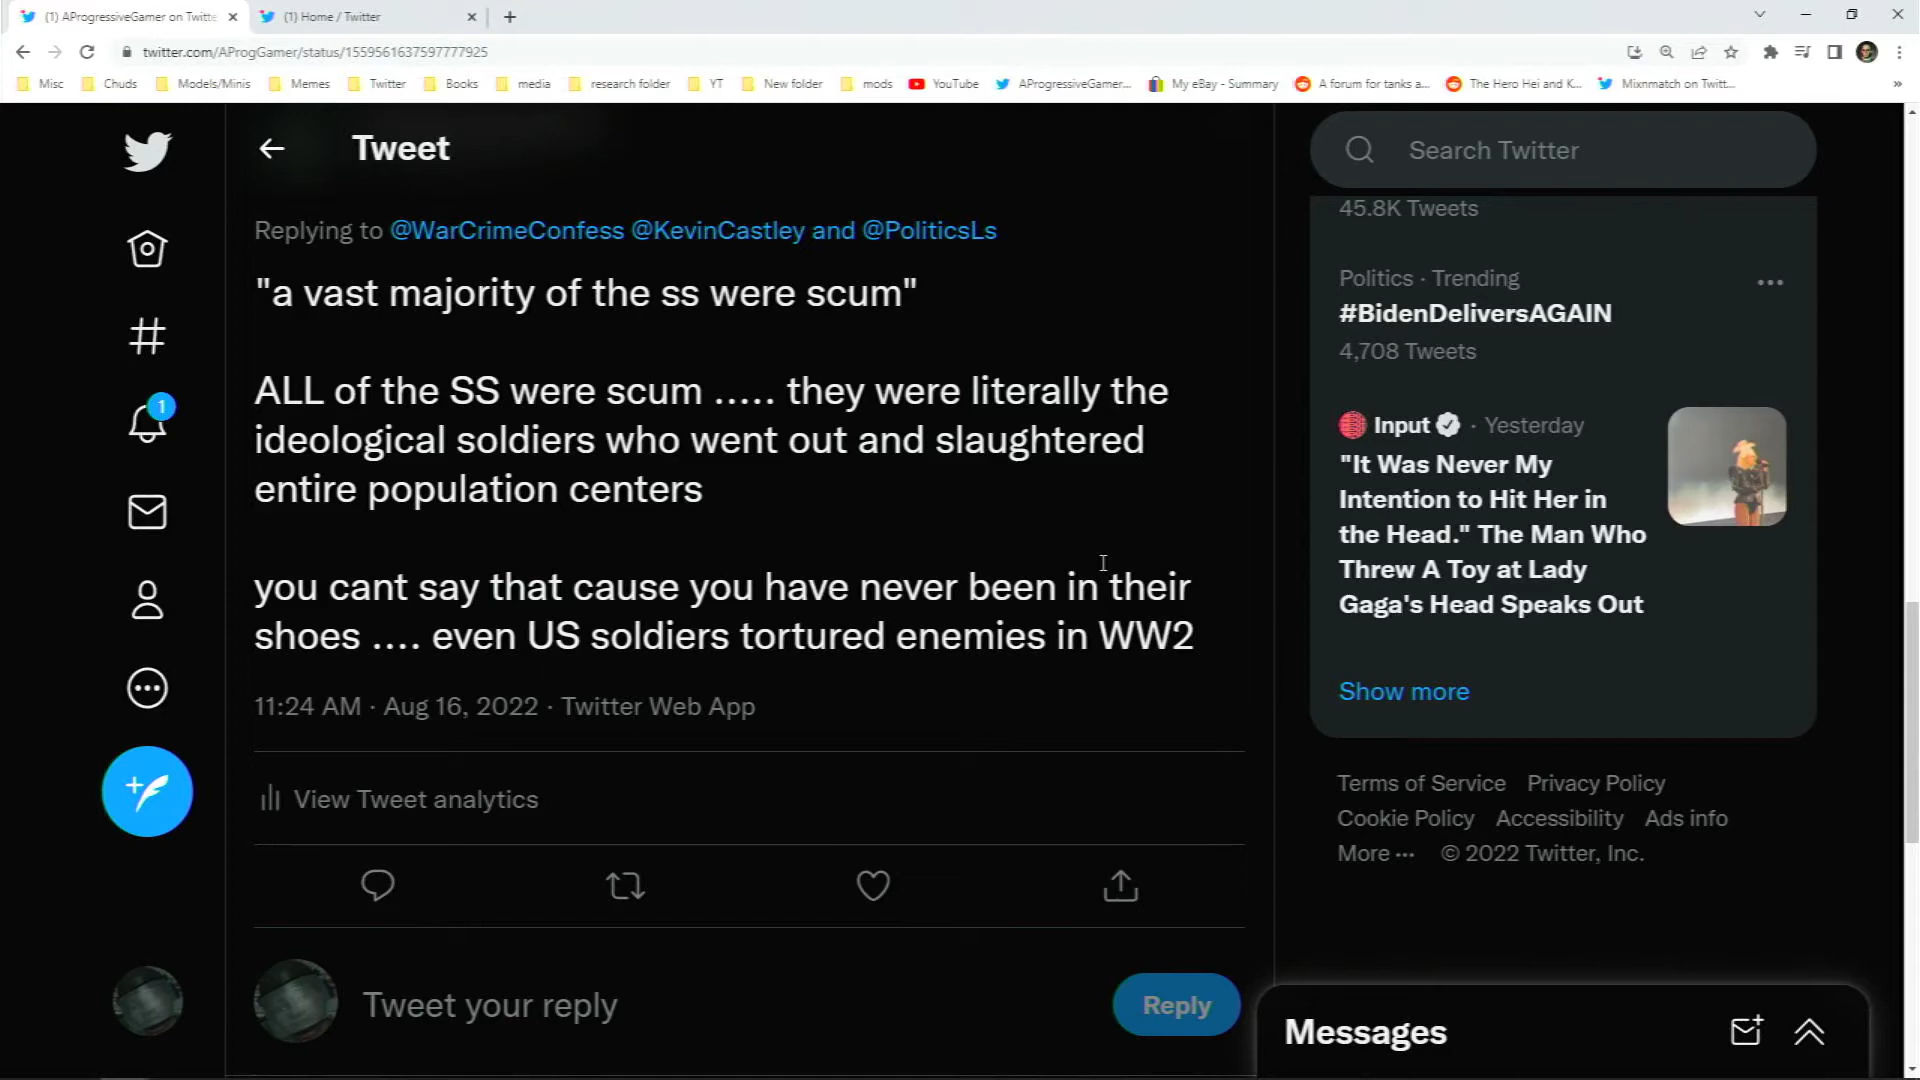 (1) AProgressiveGamer on Twitte
(1) Home / Twitter
twitter.com/AProgGamer/status/1559561637597777925
Misc
Chuds
Models/Minis
Memes
Twitter
Books
media
research folder
YT
New folder
mods
YouTube
AProgressiveGamer...
My eBay - Summary
A forum for tanks a...
The Hero Hei and K...
Mixnmatch on Twitt...
»
Tweet
Replying to @WarCrimeConfess @KevinCastley and @PoliticsLs
"a vast majority of the ss were scum"
ALL of the SS were scum ..... they were literally the
ideological soldiers who went out and slaughtered
entire population centers
you cant say that cause you have never been in their
shoes .... even US soldiers tortured enemies in WW2
11:24 AM · Aug 16, 2022 · Twitter Web App
View Tweet analytics
Tweet your reply
Reply
1
Search Twitter
45.8K Tweets
Politics · Trending
#BidenDeliversAGAIN
4,708 Tweets
Input · Yesterday
"It Was Never My
Intention to Hit Her in
the Head." The Man Who
Threw A Toy at Lady
Gaga's Head Speaks Out
Show more
Terms of Service Privacy Policy
Cookie Policy Accessibility Ads info
More ··· © 2022 Twitter, Inc.
Messages